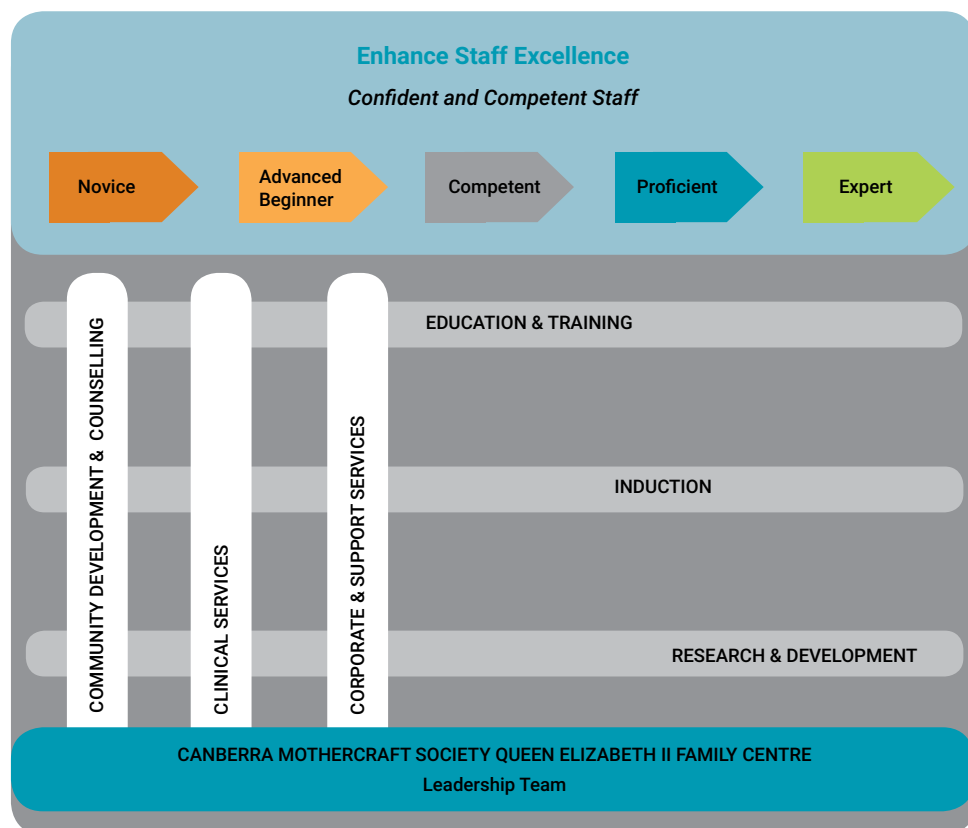 Enhance Staff Excellence
Confident and Competent Staff
Novice
Advanced
Beginner
Competent
Proficient
Expert
COMMUNITY DEVELOPMENT & COUNSELLING
CLINICAL SERVICES
CORPORATE & SUPPORT SERVICES
EDUCATION & TRAINING
INDUCTION
RESEARCH & DEVELOPMENT
CANBERRA MOTHERCRAFT SOCIETY QUEEN ELIZABETH II FAMILY CENTRE
Leadership Team